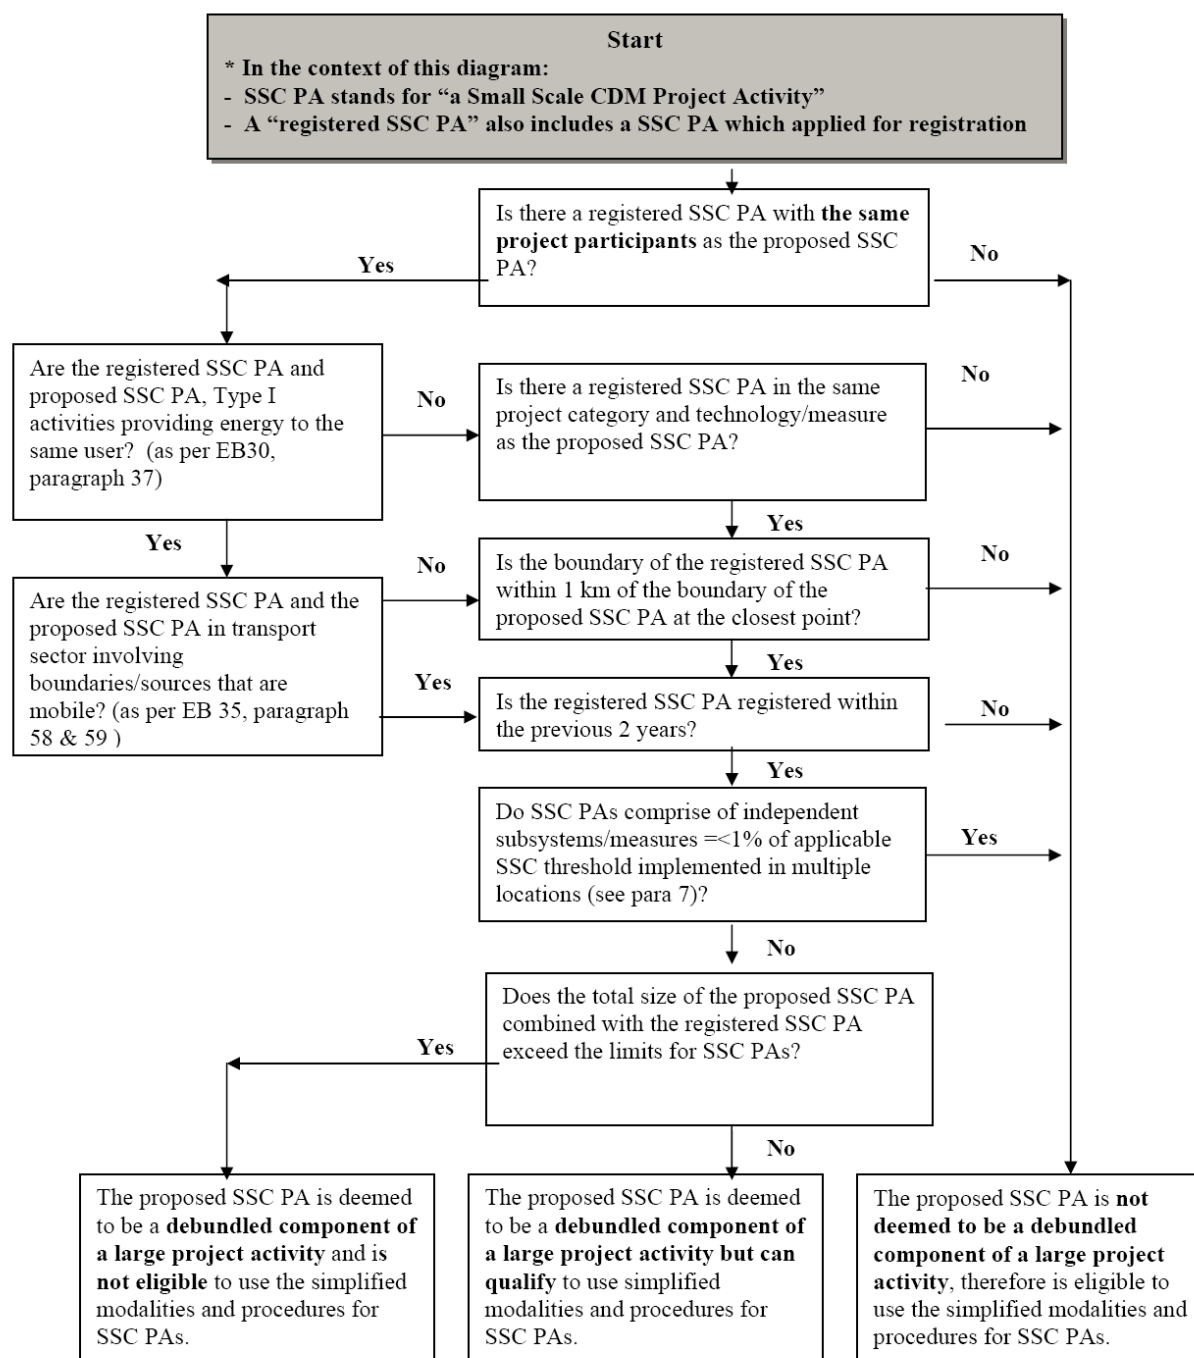 Start
* In the context of this diagram:
- SSC PA stands for “a Small Scale CDM Project Activity”
- A “registered SSC PA” also includes a SSC PA which applied for registration
Is there a registered SSC PA with the same
project participants as the proposed SSC
PA?
Yes
No
Are the registered SSC PA and
proposed SSC PA, Type I
activities providing energy to the
same user? (as per EB30,
paragraph 37)
No
Is there a registered SSC PA in the same
project category and technology/measure
as the proposed SSC PA?
No
Yes
Yes
Are the registered SSC PA and the
proposed SSC PA in transport
sector involving
boundaries/sources that are
mobile? (as per EB 35, paragraph
58 & 59 )
No
Is the boundary of the registered SSC PA
within 1 km of the boundary of the
proposed SSC PA at the closest point?
No
Yes
Yes
Is the registered SSC PA registered within
the previous 2 years?
No
Yes
Do SSC PAs comprise of independent
subsystems/measures =<1% of applicable
SSC threshold implemented in multiple
locations (see para 7)?
Yes
No
Does the total size of the proposed SSC PA
combined with the registered SSC PA
exceed the limits for SSC PAs?
Yes
No
The proposed SSC PA is deemed
to be a debundled component of
a large project activity and is
not eligible to use the simplified
modalities and procedures for
SSC PAs.
The proposed SSC PA is deemed
to be a debundled component of
a large project activity but can
qualify to use simplified
modalities and procedures for
SSC PAs.
The proposed SSC PA is not
deemed to be a debundled
component of a large project
activity, therefore is eligible to
use the simplified modalities and
procedures for SSC PAs.